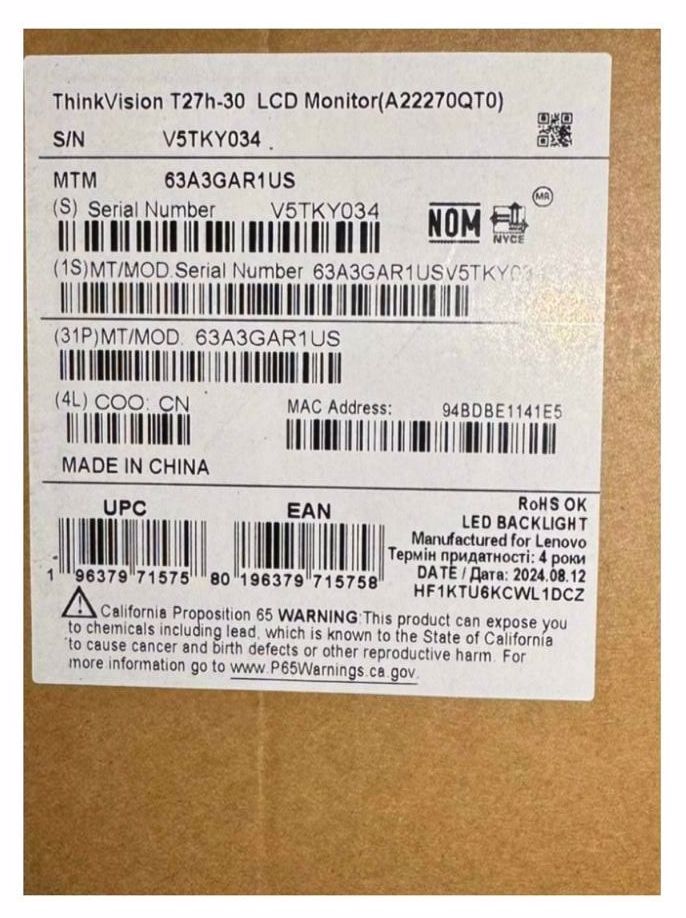 ThinkVision T27h-30 LCD Monitor(A22270QT0)
S/N V5TKY034
MTM 63A3GAR1US
(S) Serial Number V5TKY034
NOM
NYCE
MR
(1S)MT/MOD.Serial Number 63A3GAR1USV5TKY03
(31P)MT/MOD. 63A3GAR1US
(4L) COO: CN
MAC Address: 94BDBE1141E5
MADE IN CHINA
UPC
EAN
1 96379 71575 8
0 196379 715758
RoHS OK
LED BACKLIGHT
Manufactured for Lenovo
Термін придатності: 4 роки
DATE / Дата: 2024.08.12
HF1KTU6KCWL1DCZ
California Proposition 65 WARNING:This product can expose you
to chemicals including lead, which is known to the State of California
to cause cancer and birth defects or other reproductive harm. For
more information go to www.P65Warnings.ca.gov.